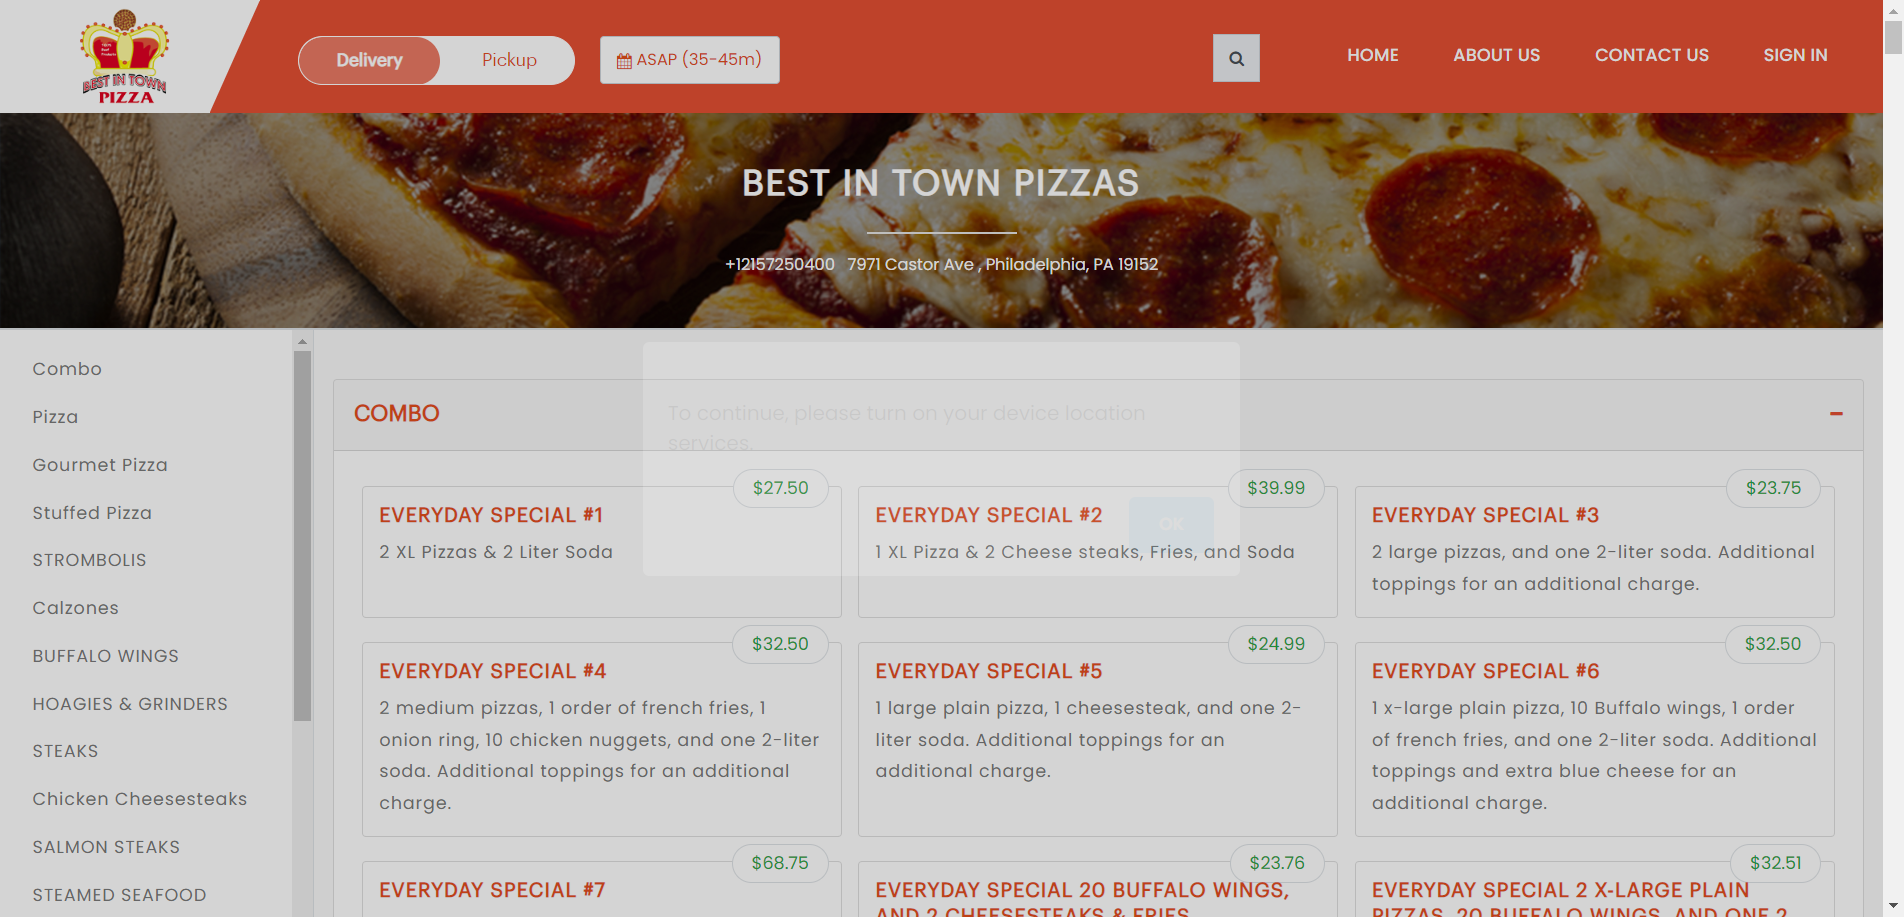 BEST IN TOWN
PIZZA
Delivery
Pickup
ASAP (35-45m)
HOME
ABOUT US
CONTACT US
SIGN IN
BEST IN TOWN PIZZAS
+12157250400 7971 Castor Ave , Philadelphia, PA 19152
Combo
Pizza
Gourmet Pizza
Stuffed Pizza
STROMBOLIS
Calzones
BUFFALO WINGS
HOAGIES & GRINDERS
STEAKS
Chicken Cheesesteaks
SALMON STEAKS
STEAMED SEAFOOD
To continue, please turn on your device location
services.
OK
COMBO
$27.50
EVERYDAY SPECIAL #1
2 XL Pizzas & 2 Liter Soda
$39.99
EVERYDAY SPECIAL #2
1 XL Pizza & 2 Cheese steaks, Fries, and Soda
$23.75
EVERYDAY SPECIAL #3
2 large pizzas, and one 2-liter soda. Additional
toppings for an additional charge.
$32.50
EVERYDAY SPECIAL #4
2 medium pizzas, 1 order of french fries, 1
onion ring, 10 chicken nuggets, and one 2-liter
soda. Additional toppings for an additional
charge.
$24.99
EVERYDAY SPECIAL #5
1 large plain pizza, 1 cheesesteak, and one 2-
liter soda. Additional toppings for an
additional charge.
$32.50
EVERYDAY SPECIAL #6
1 x-large plain pizza, 10 Buffalo wings, 1 order
of french fries, and one 2-liter soda. Additional
toppings and extra blue cheese for an
additional charge.
$68.75
EVERYDAY SPECIAL #7
$23.76
EVERYDAY SPECIAL 20 BUFFALO WINGS,
AND 2 CHEESESTEAKS & FRIES
$32.51
EVERYDAY SPECIAL 2 X-LARGE PLAIN
PIZZAS, 20 BUFFALO WINGS, AND ONE 2